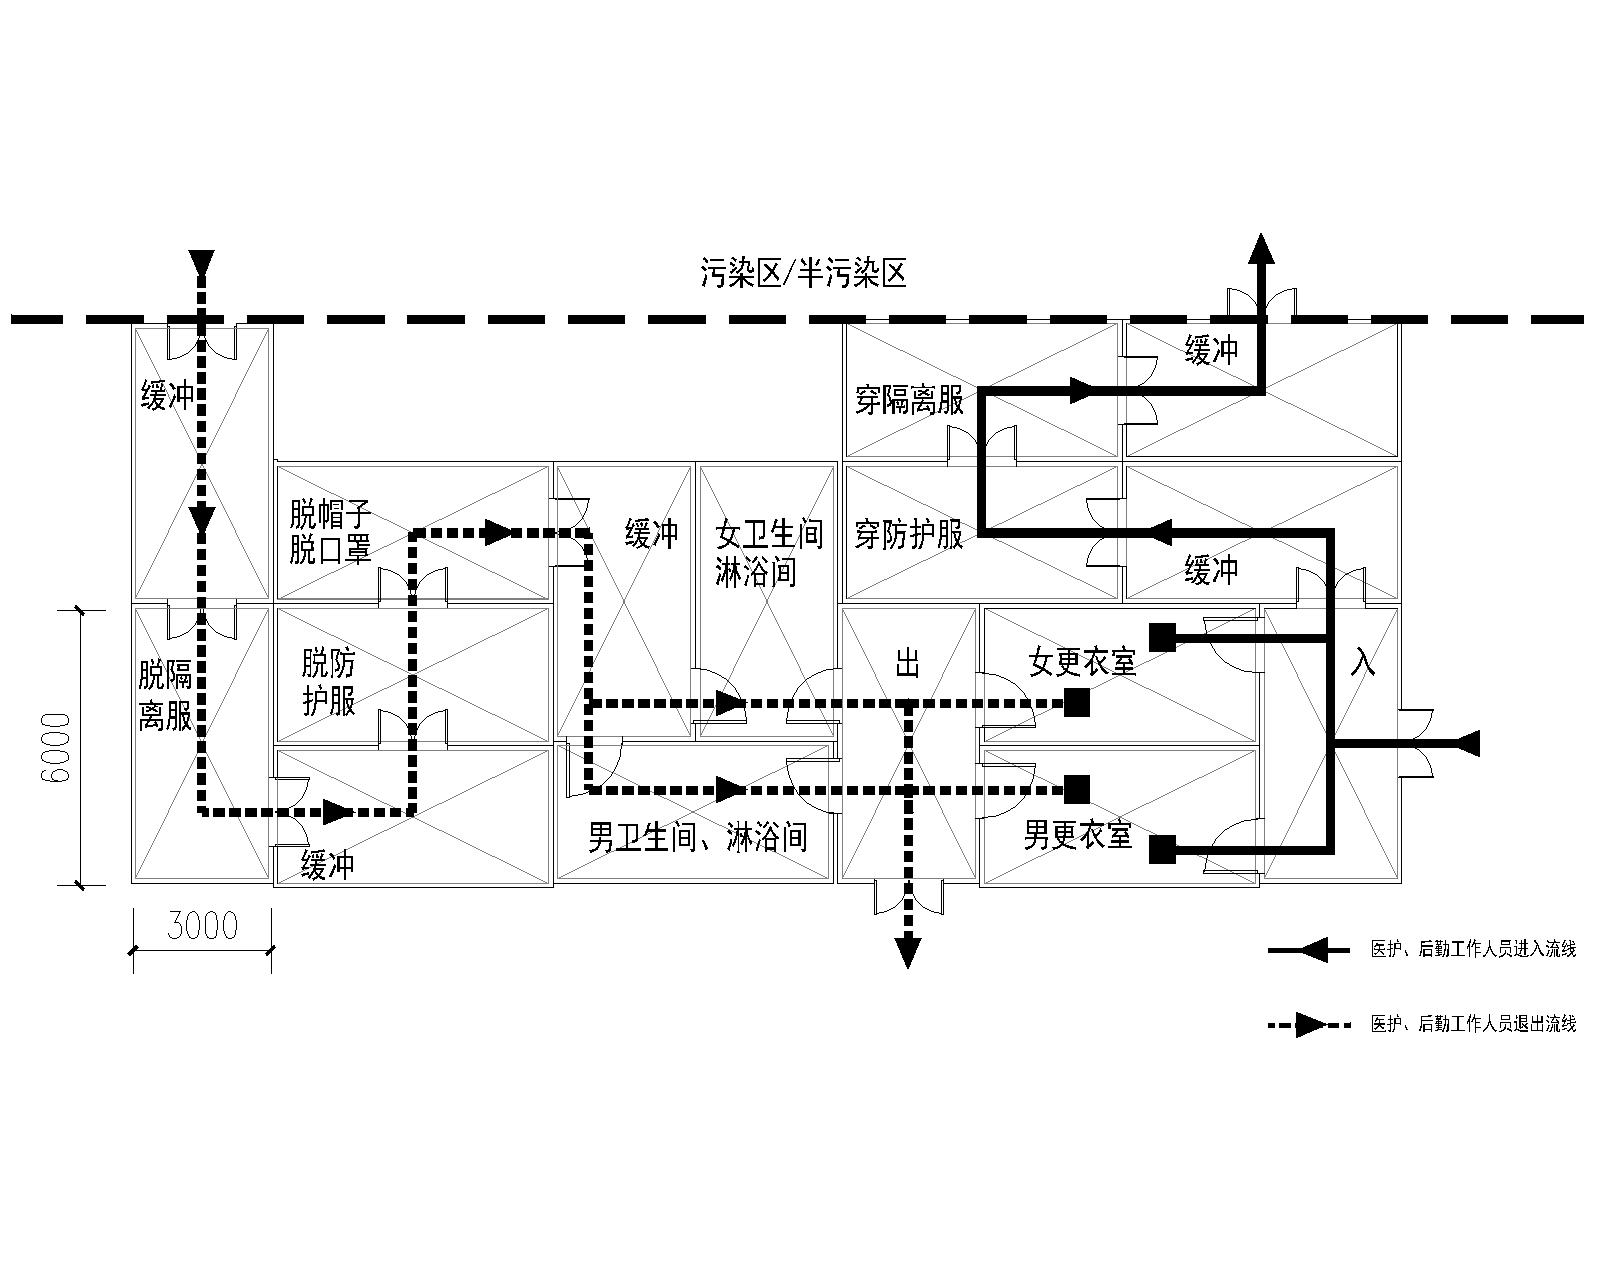 污染区/半污染区
缓冲
穿隔离服
缓冲
脱帽子
脱口罩
缓冲
女卫生间
淋浴间
穿防护服
缓冲
脱隔
离服
脱防
护服
出
女更衣室
入
6000
男卫生间、淋浴间
男更衣室
缓冲
3000
医护、后勤工作人员进入流线
医护、后勤工作人员退出流线